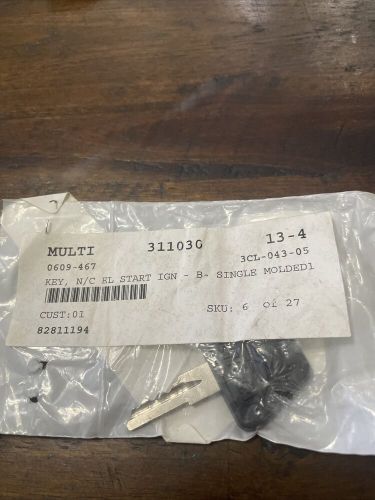 MULTI 311030 13-4
0609-467 3CL-043-05
KEY, N/C EL START IGN - B- SINGLE MOLDED1
CUST:01 SKU: 6 of 27
82811194